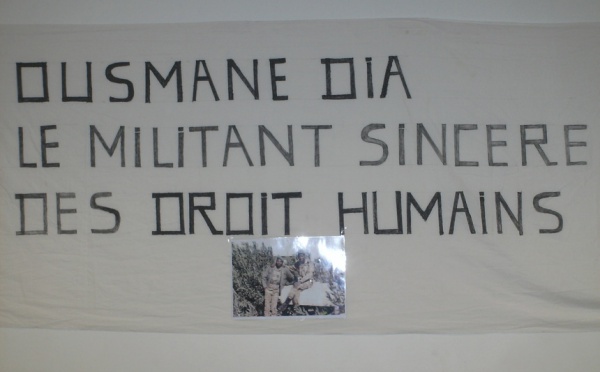 OUSMANE DiA
LE MiLiTANT SiNCERE
DES DROiT HUMAiNS